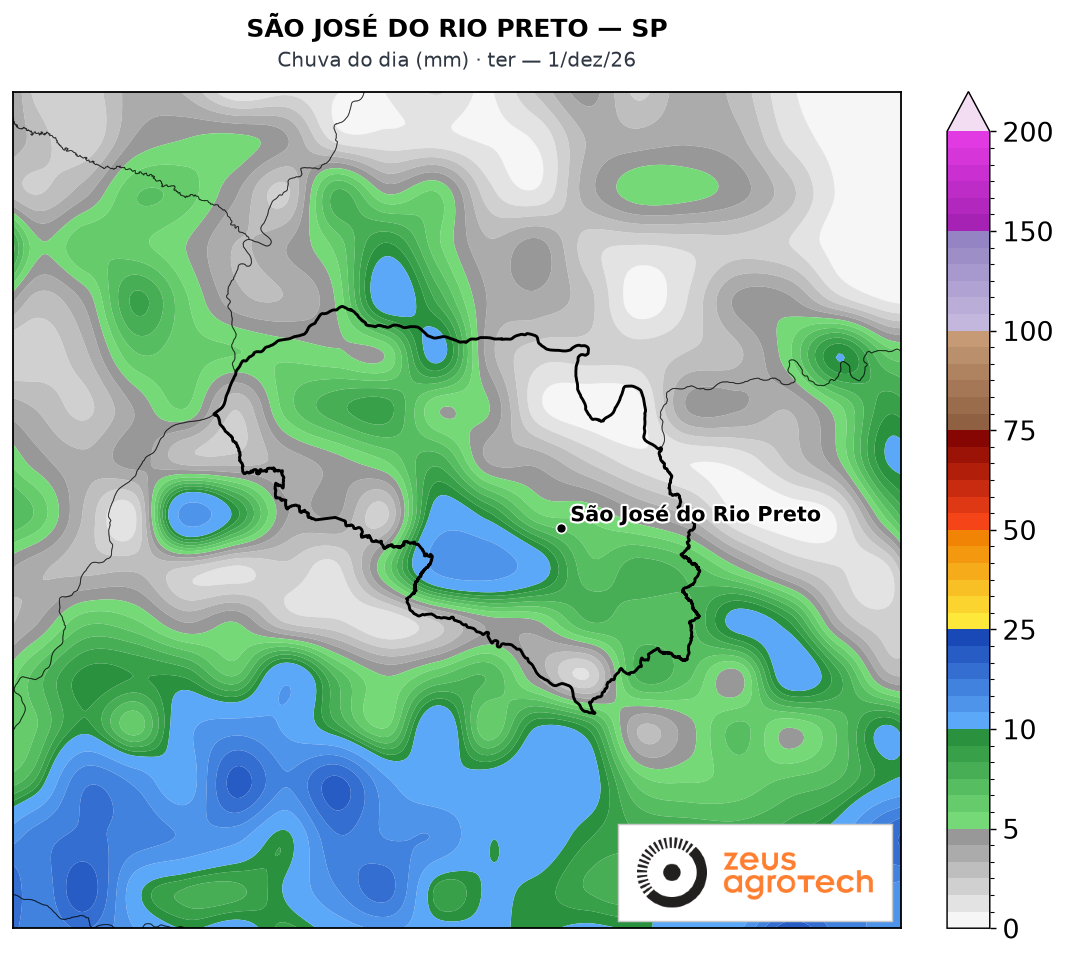 SÃO JOSÉ DO RIO PRETO — SP
Chuva do dia (mm) · ter — 1/dez/26
200
150
100
75
50
25
10
5
0
São José do Rio Preto
zeus
agrotech